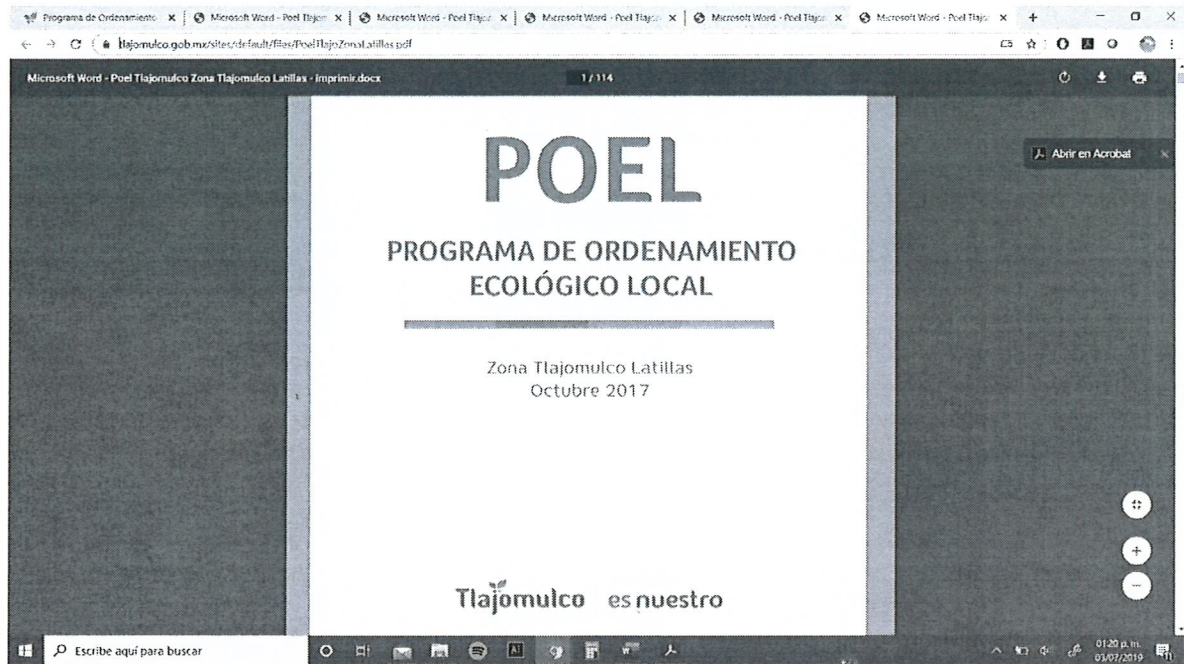 Programa de Ordenamiento
Microsoft Word - Poel Tlajom
Microsoft Word - Poel Tlajo
Microsoft Word - Poel Tlajo
Microsoft Word - Poel Tlajo
Microsoft Word - Poel Tlajo
tlajomulco.gob.mx/sites/default/files/PoelTlajoZonaLatillas.pdf
Microsoft Word - Poel Tlajomulco Zona Tlajomulco Latillas - imprimir.docx
1 / 114
Abrir en Acrobat
POEL
PROGRAMA DE ORDENAMIENTO
ECOLÓGICO LOCAL
Zona Tlajomulco Latillas
Octubre 2017
Tlajomulco es nuestro
Escribe aquí para buscar
01:20 p. m.
03/07/2019